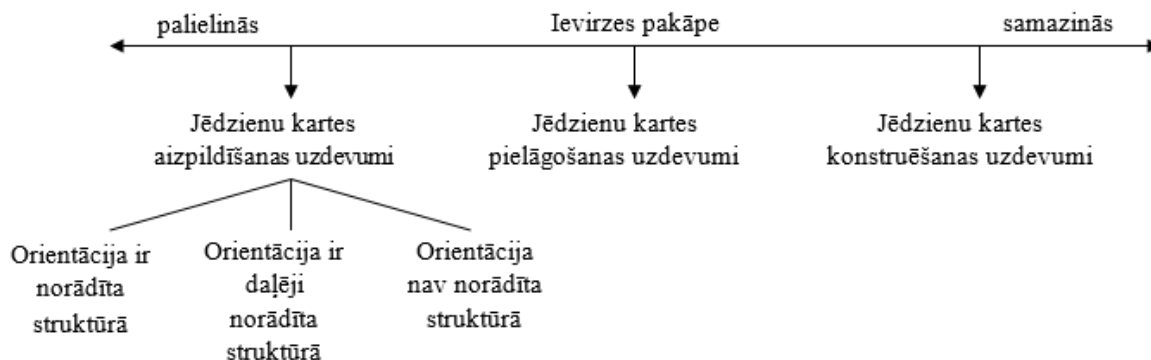 palielinās
Ievirzes pakāpe
samazinās
Jēdzienu kartes
aizpildīšanas uzdevumi
Jēdzienu kartes
pielāgošanas uzdevumi
Jēdzienu kartes
konstruēšanas uzdevumi
Orientācija ir
norādīta
struktūrā
Orientācija ir
daļēji
norādīta
struktūrā
Orientācija
nav norādīta
struktūrā